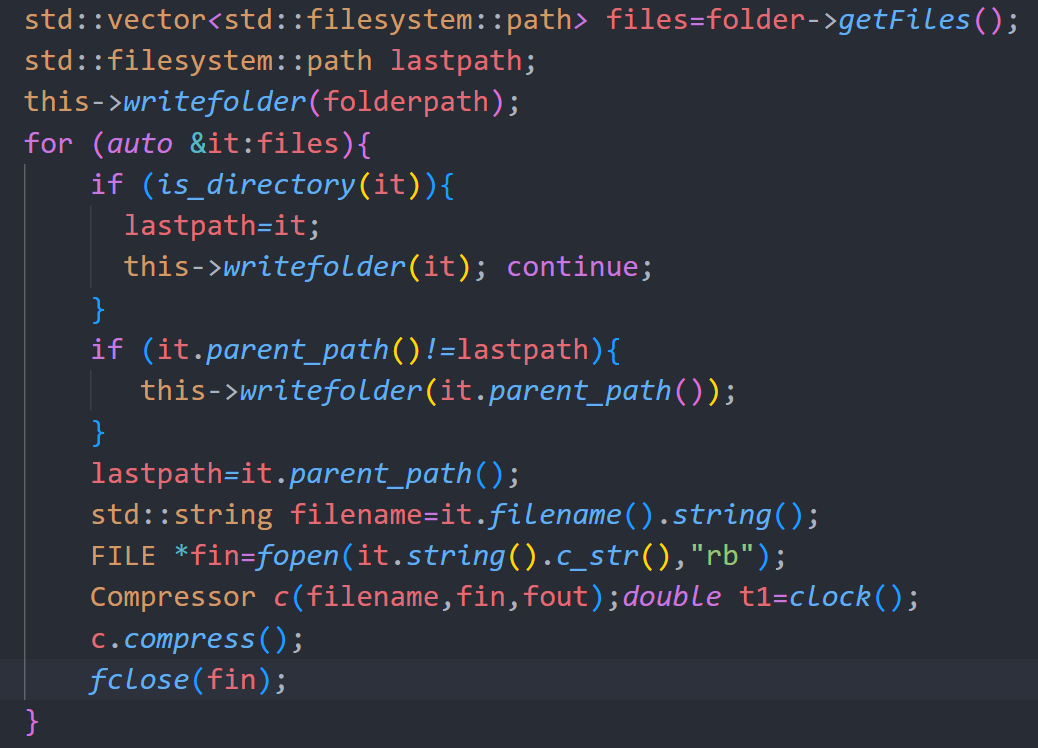 std::vector<std::filesystem::path> files=folder->getFiles();
std::filesystem::path lastpath;
this->writefolder(folderpath);
for (auto &it:files){
    if (is_directory(it)){
      lastpath=it;
      this->writefolder(it); continue;
    }
    if (it.parent_path()!=lastpath){
       this->writefolder(it.parent_path());
    }
    lastpath=it.parent_path();
    std::string filename=it.filename().string();
    FILE *fin=fopen(it.string().c_str(),"rb");
    Compressor c(filename,fin,fout);double t1=clock();
    c.compress();
    fclose(fin);
}